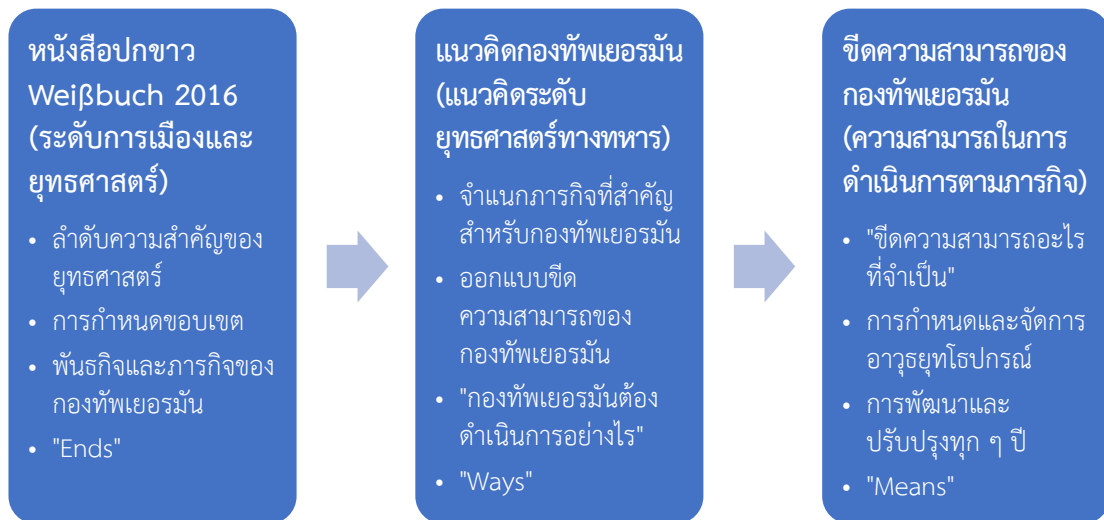 หนังสือปกขาว
Weißbuch 2016
(ระดับการเมืองและ
ยุทธศาสตร์)
• ลำดับความสำคัญของ
ยุทธศาสตร์
• การกำหนดขอบเขต
• พันธกิจและภารกิจของ
กองทัพเยอรมัน
• "Ends"
แนวคิดกองทัพเยอรมัน
(แนวคิดระดับ
ยุทธศาสตร์ทางทหาร)
• จำแนกภารกิจที่สำคัญ
สำหรับกองทัพเยอรมัน
• ออกแบบขีด
ความสามารถของ
กองทัพเยอรมัน
• "กองทัพเยอรมันต้อง
ดำเนินการอย่างไร"
• "Ways"
ขีดความสามารถของ
กองทัพเยอรมัน
(ความสามารถในการ
ดำเนินการตามภารกิจ)
• "ขีดความสามารถอะไร
ที่จำเป็น"
• การกำหนดและจัดการ
อาวุธยุทโธปกรณ์
• การพัฒนาและ
ปรับปรุงทุก ๆ ปี
• "Means"